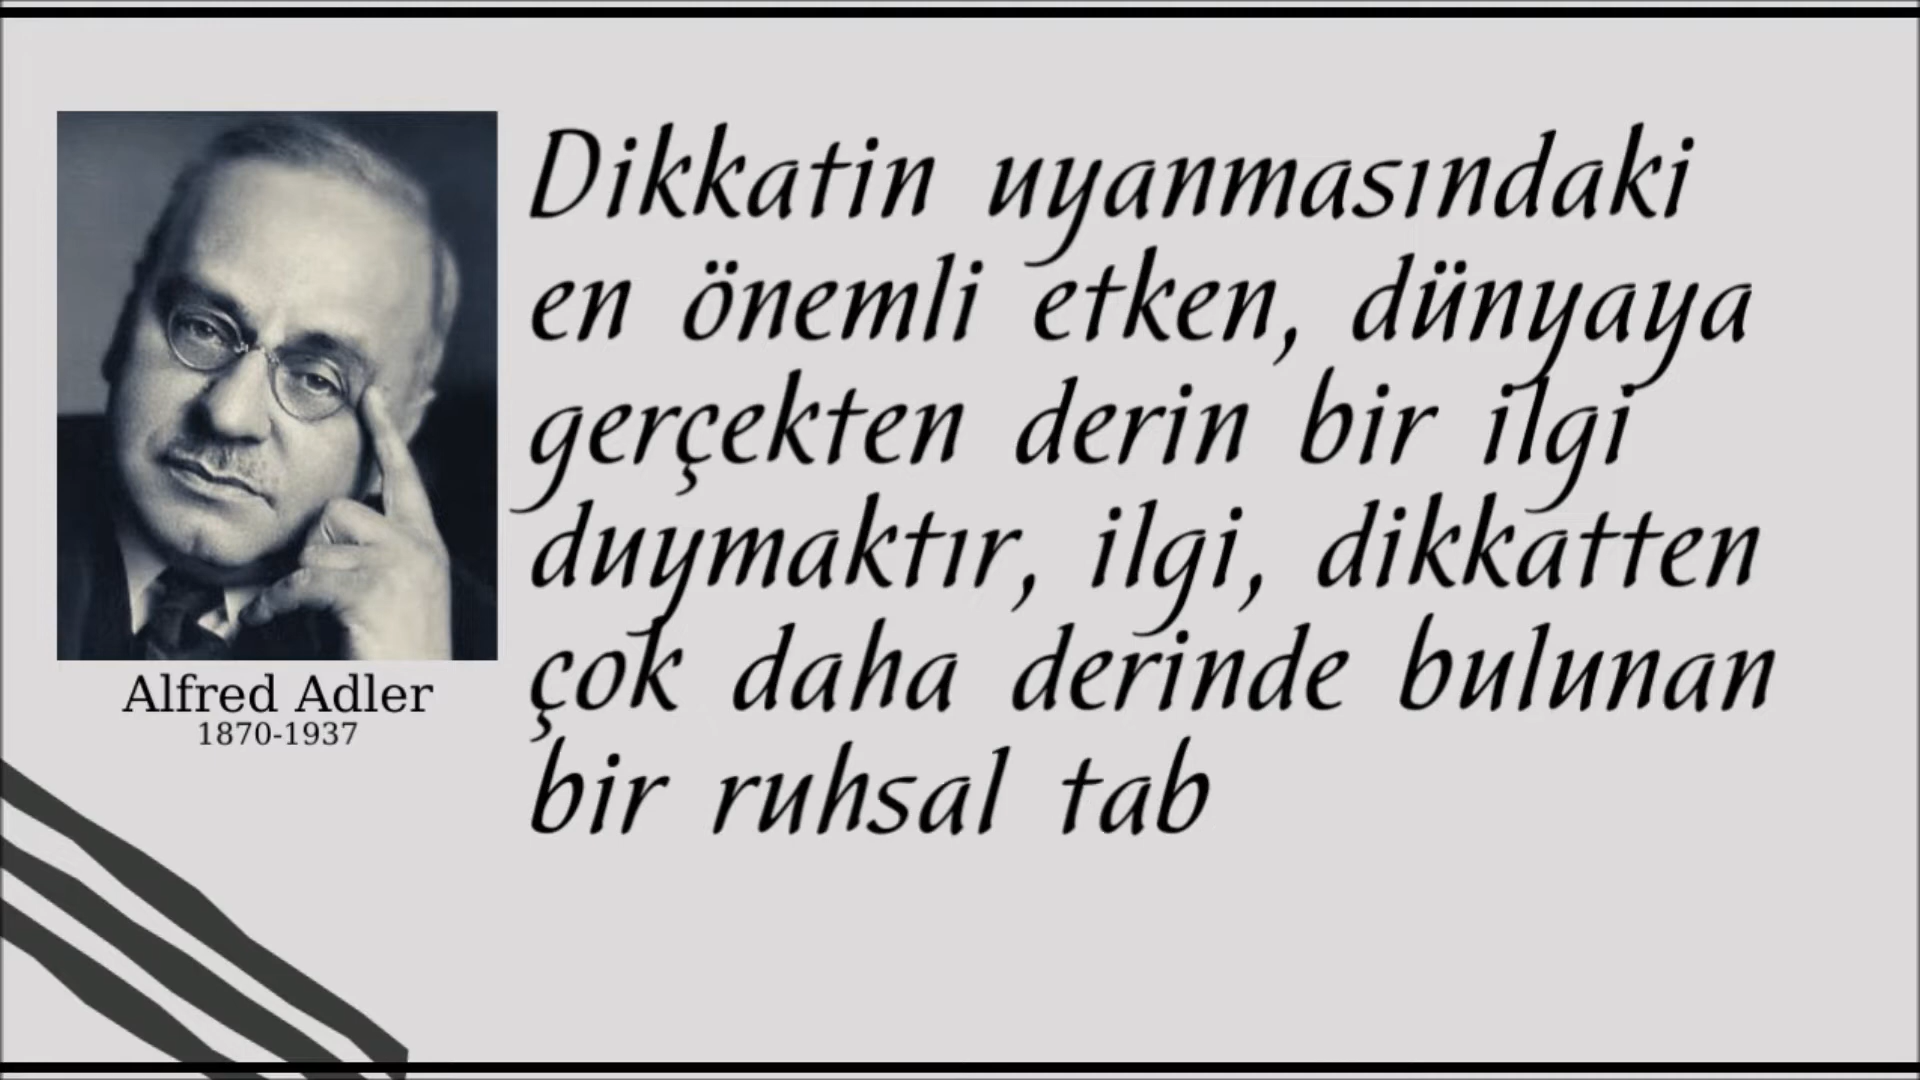 Dikkatin uyanmasındaki
en önemli etken, dünyaya
gerçekten derin bir ilgi
duymaktır, ilgi, dikkatten
çok daha derinde bulunan
bir ruhsal tab
Alfred Adler
1870-1937